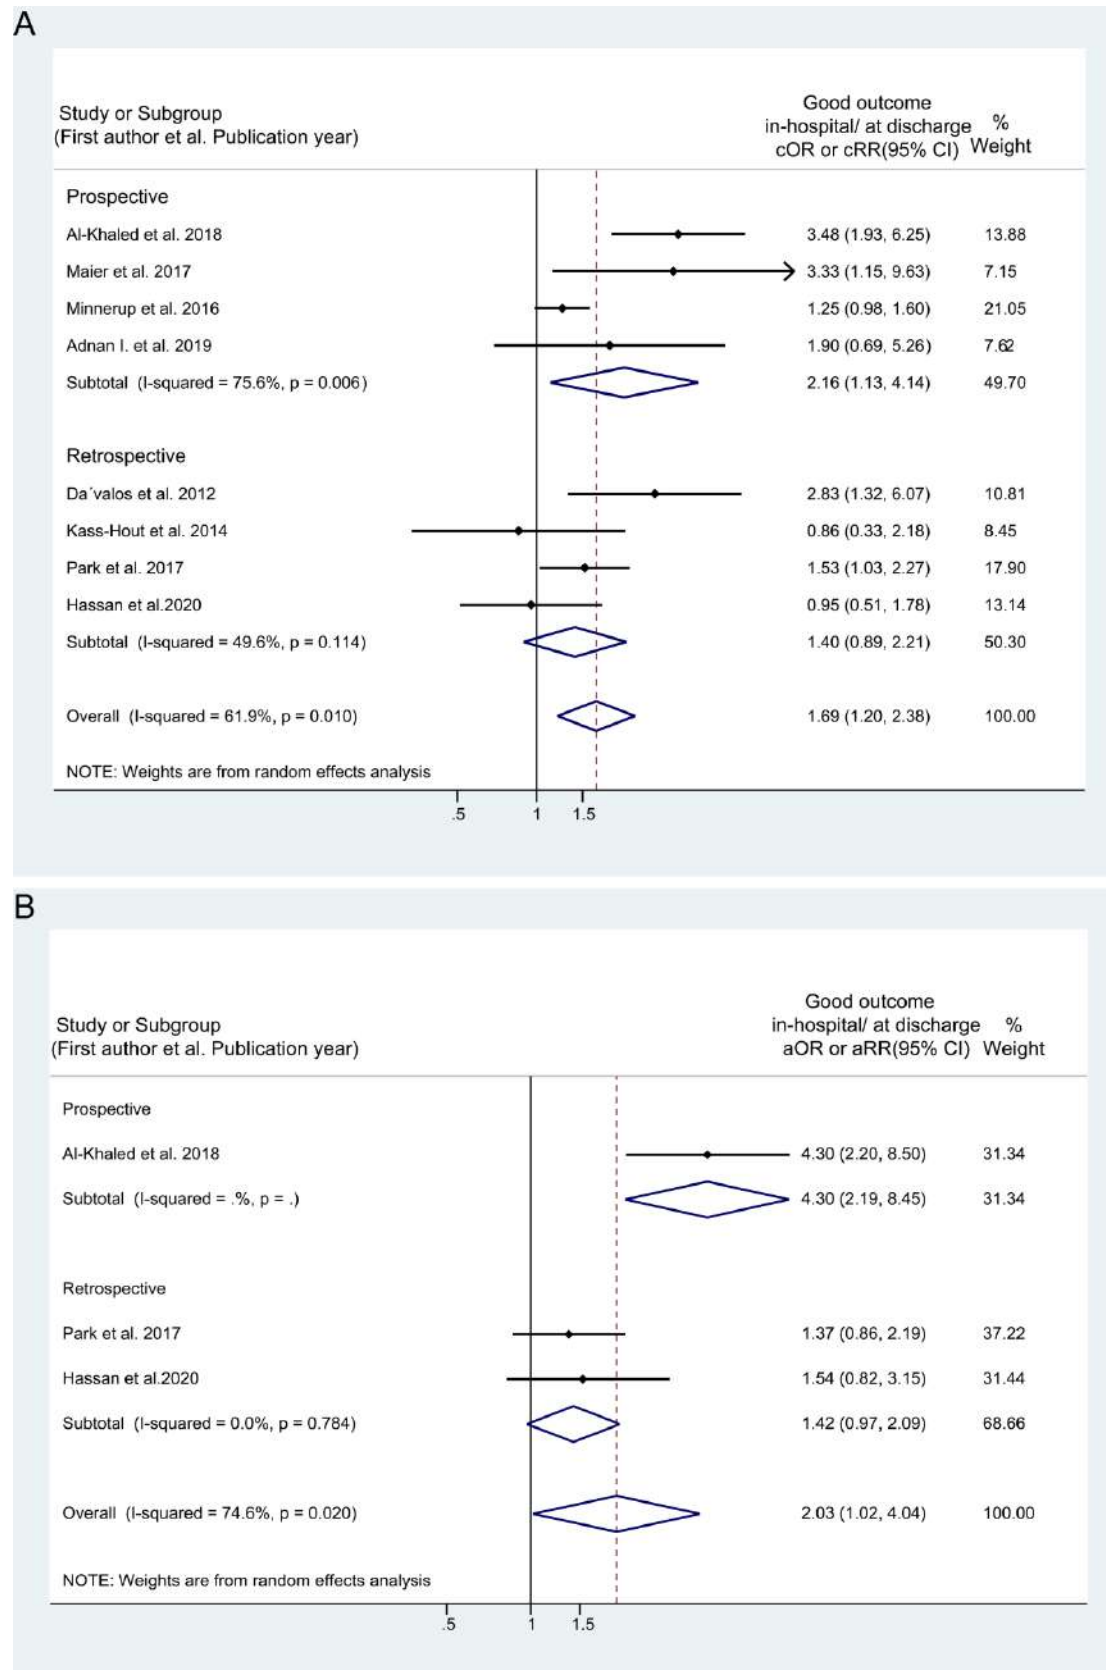 A
Study or Subgroup
(First author et al. Publication year)
Good outcome
in-hospital/ at discharge
cOR or cRR(95% CI)
%
Weight
Prospective
Al-Khaled et al. 2018 3.48 (1.93, 6.25) 13.88
Maier et al. 2017 3.33 (1.15, 9.63) 7.15
Minnerup et al. 2016 1.25 (0.98, 1.60) 21.05
Adnan I. et al. 2019 1.90 (0.69, 5.26) 7.62
Subtotal (I-squared = 75.6%, p = 0.006) 2.16 (1.13, 4.14) 49.70
Retrospective
Da´valos et al. 2012 2.83 (1.32, 6.07) 10.81
Kass-Hout et al. 2014 0.86 (0.33, 2.18) 8.45
Park et al. 2017 1.53 (1.03, 2.27) 17.90
Hassan et al.2020 0.95 (0.51, 1.78) 13.14
Subtotal (I-squared = 49.6%, p = 0.114) 1.40 (0.89, 2.21) 50.30
Overall (I-squared = 61.9%, p = 0.010) 1.69 (1.20, 2.38) 100.00
NOTE: Weights are from random effects analysis
.5 1 1.5
B
Study or Subgroup
(First author et al. Publication year)
Good outcome
in-hospital/ at discharge
aOR or aRR(95% CI)
%
Weight
Prospective
Al-Khaled et al. 2018 4.30 (2.20, 8.50) 31.34
Subtotal (I-squared = .%, p = .) 4.30 (2.19, 8.45) 31.34
Retrospective
Park et al. 2017 1.37 (0.86, 2.19) 37.22
Hassan et al.2020 1.54 (0.82, 3.15) 31.44
Subtotal (I-squared = 0.0%, p = 0.784) 1.42 (0.97, 2.09) 68.66
Overall (I-squared = 74.6%, p = 0.020) 2.03 (1.02, 4.04) 100.00
NOTE: Weights are from random effects analysis
.5 1 1.5